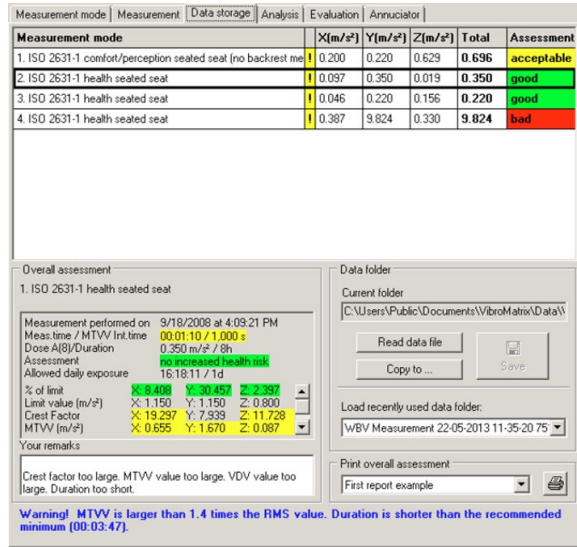 Measurement mode Measurement Data storage Analysis Evaluation Annuciator
Measurement mode X(m/s²) Y(m/s²) Z(m/s²) Total Assessment
1. ISO 2631-1 comfort/perception seated seat (no backrest me ! 0.200 0.220 0.629 0.696 acceptable
2. ISO 2631-1 health seated seat ! 0.097 0.350 0.019 0.350 good
3. ISO 2631-1 health seated seat ! 0.046 0.220 0.156 0.220 good
4. ISO 2631-1 health seated seat ! 0.387 9.824 0.330 9.824 bad
Overall assessment
1. ISO 2631-1 health seated seat
Measurement performed on 9/18/2008 at 4:09:21 PM
Meas.time / MTVV Int.time 00:01:10 / 1,000 s
Dose A(8)/Duration 0.350 m/s² / 8h
Assessment no increased health risk
Allowed daily exposure 16:18:11 / 1d
% of limit X: 8.408 Y: 30.457 Z: 2.397
Limit value (m/s²) X: 1.150 Y: 1.150 Z: 0.800
Crest Factor X: 19.297 Y: 7,939 Z: 11.728
MTVV (m/s²) X: 0.655 Y: 1.670 Z: 0.087
Your remarks
Crest factor too large. MTVV value too large. VDV value too
large. Duration too short.
Data folder
Current folder
C:\Users\Public\Documents\VibroMatrix\Data\
Read data file
Copy to ...
Save
Load recently used data folder:
WBV Measurement 22-05-2013 11-35-20 75
Print overall assessment
First report example
Warning! MTVV is larger than 1.4 times the RMS value. Duration is shorter than the recommended
minimum (00:03:47).